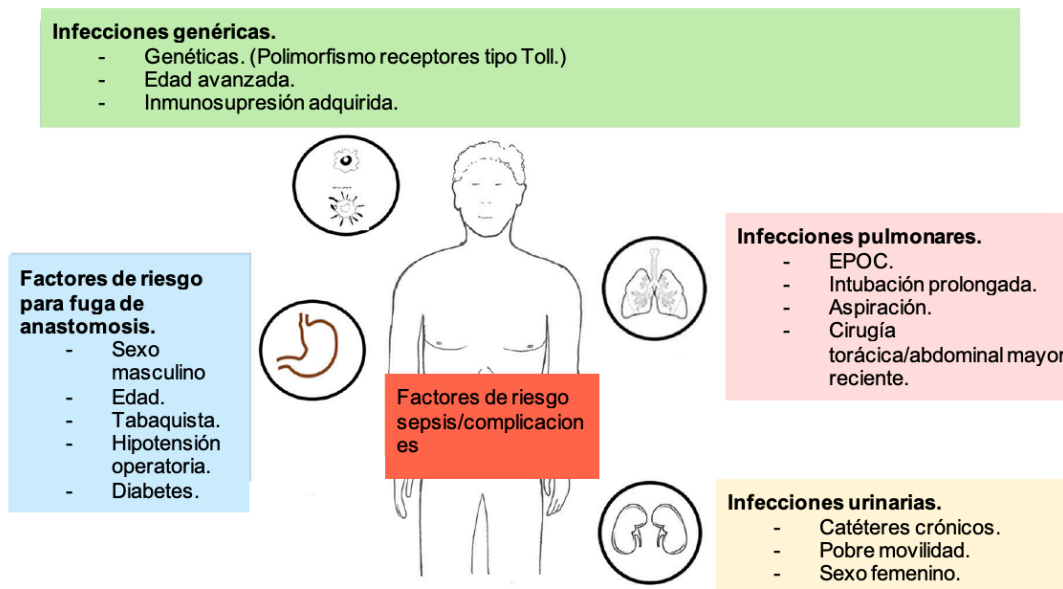 Infecciones genéricas.
- Genéticas. (Polimorfismo receptores tipo Toll.)
- Edad avanzada.
- Inmunosupresión adquirida.
Factores de riesgo
para fuga de
anastomosis.
- Sexo
masculino
- Edad.
- Tabaquista.
- Hipotensión
operatoria.
- Diabetes.
Factores de riesgo
sepsis/complicacion
es
Infecciones pulmonares.
- EPOC.
- Intubación prolongada.
- Aspiración.
- Cirugía
torácica/abdominal mayor
reciente.
Infecciones urinarias.
- Catéteres crónicos.
- Pobre movilidad.
- Sexo femenino.